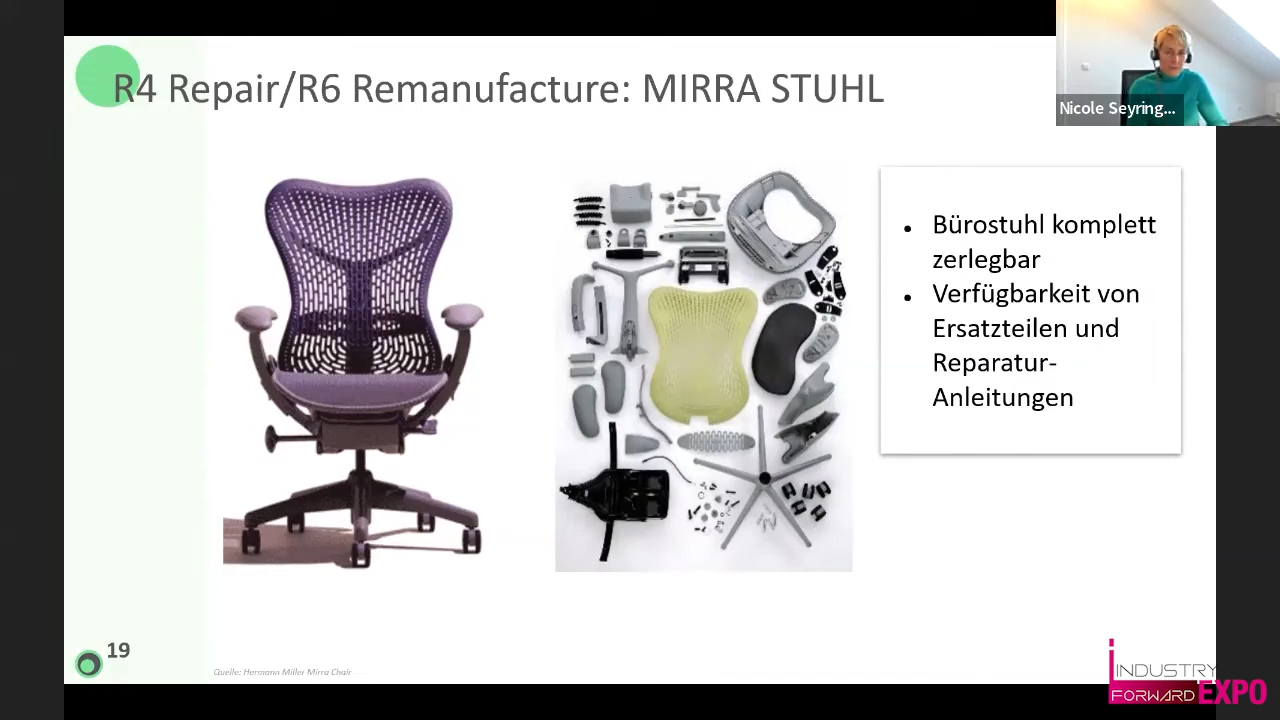 R4 Repair/R6 Remanufacture: MIRRA STUHL
Nicole Seyring...
• Bürostuhl komplett
zerlegbar
• Verfügbarkeit von
Ersatzteilen und
Reparatur-
Anleitungen
19
Quelle: Hermann Miller Mirra Chair
INDUSTRY
FORWARD EXPO